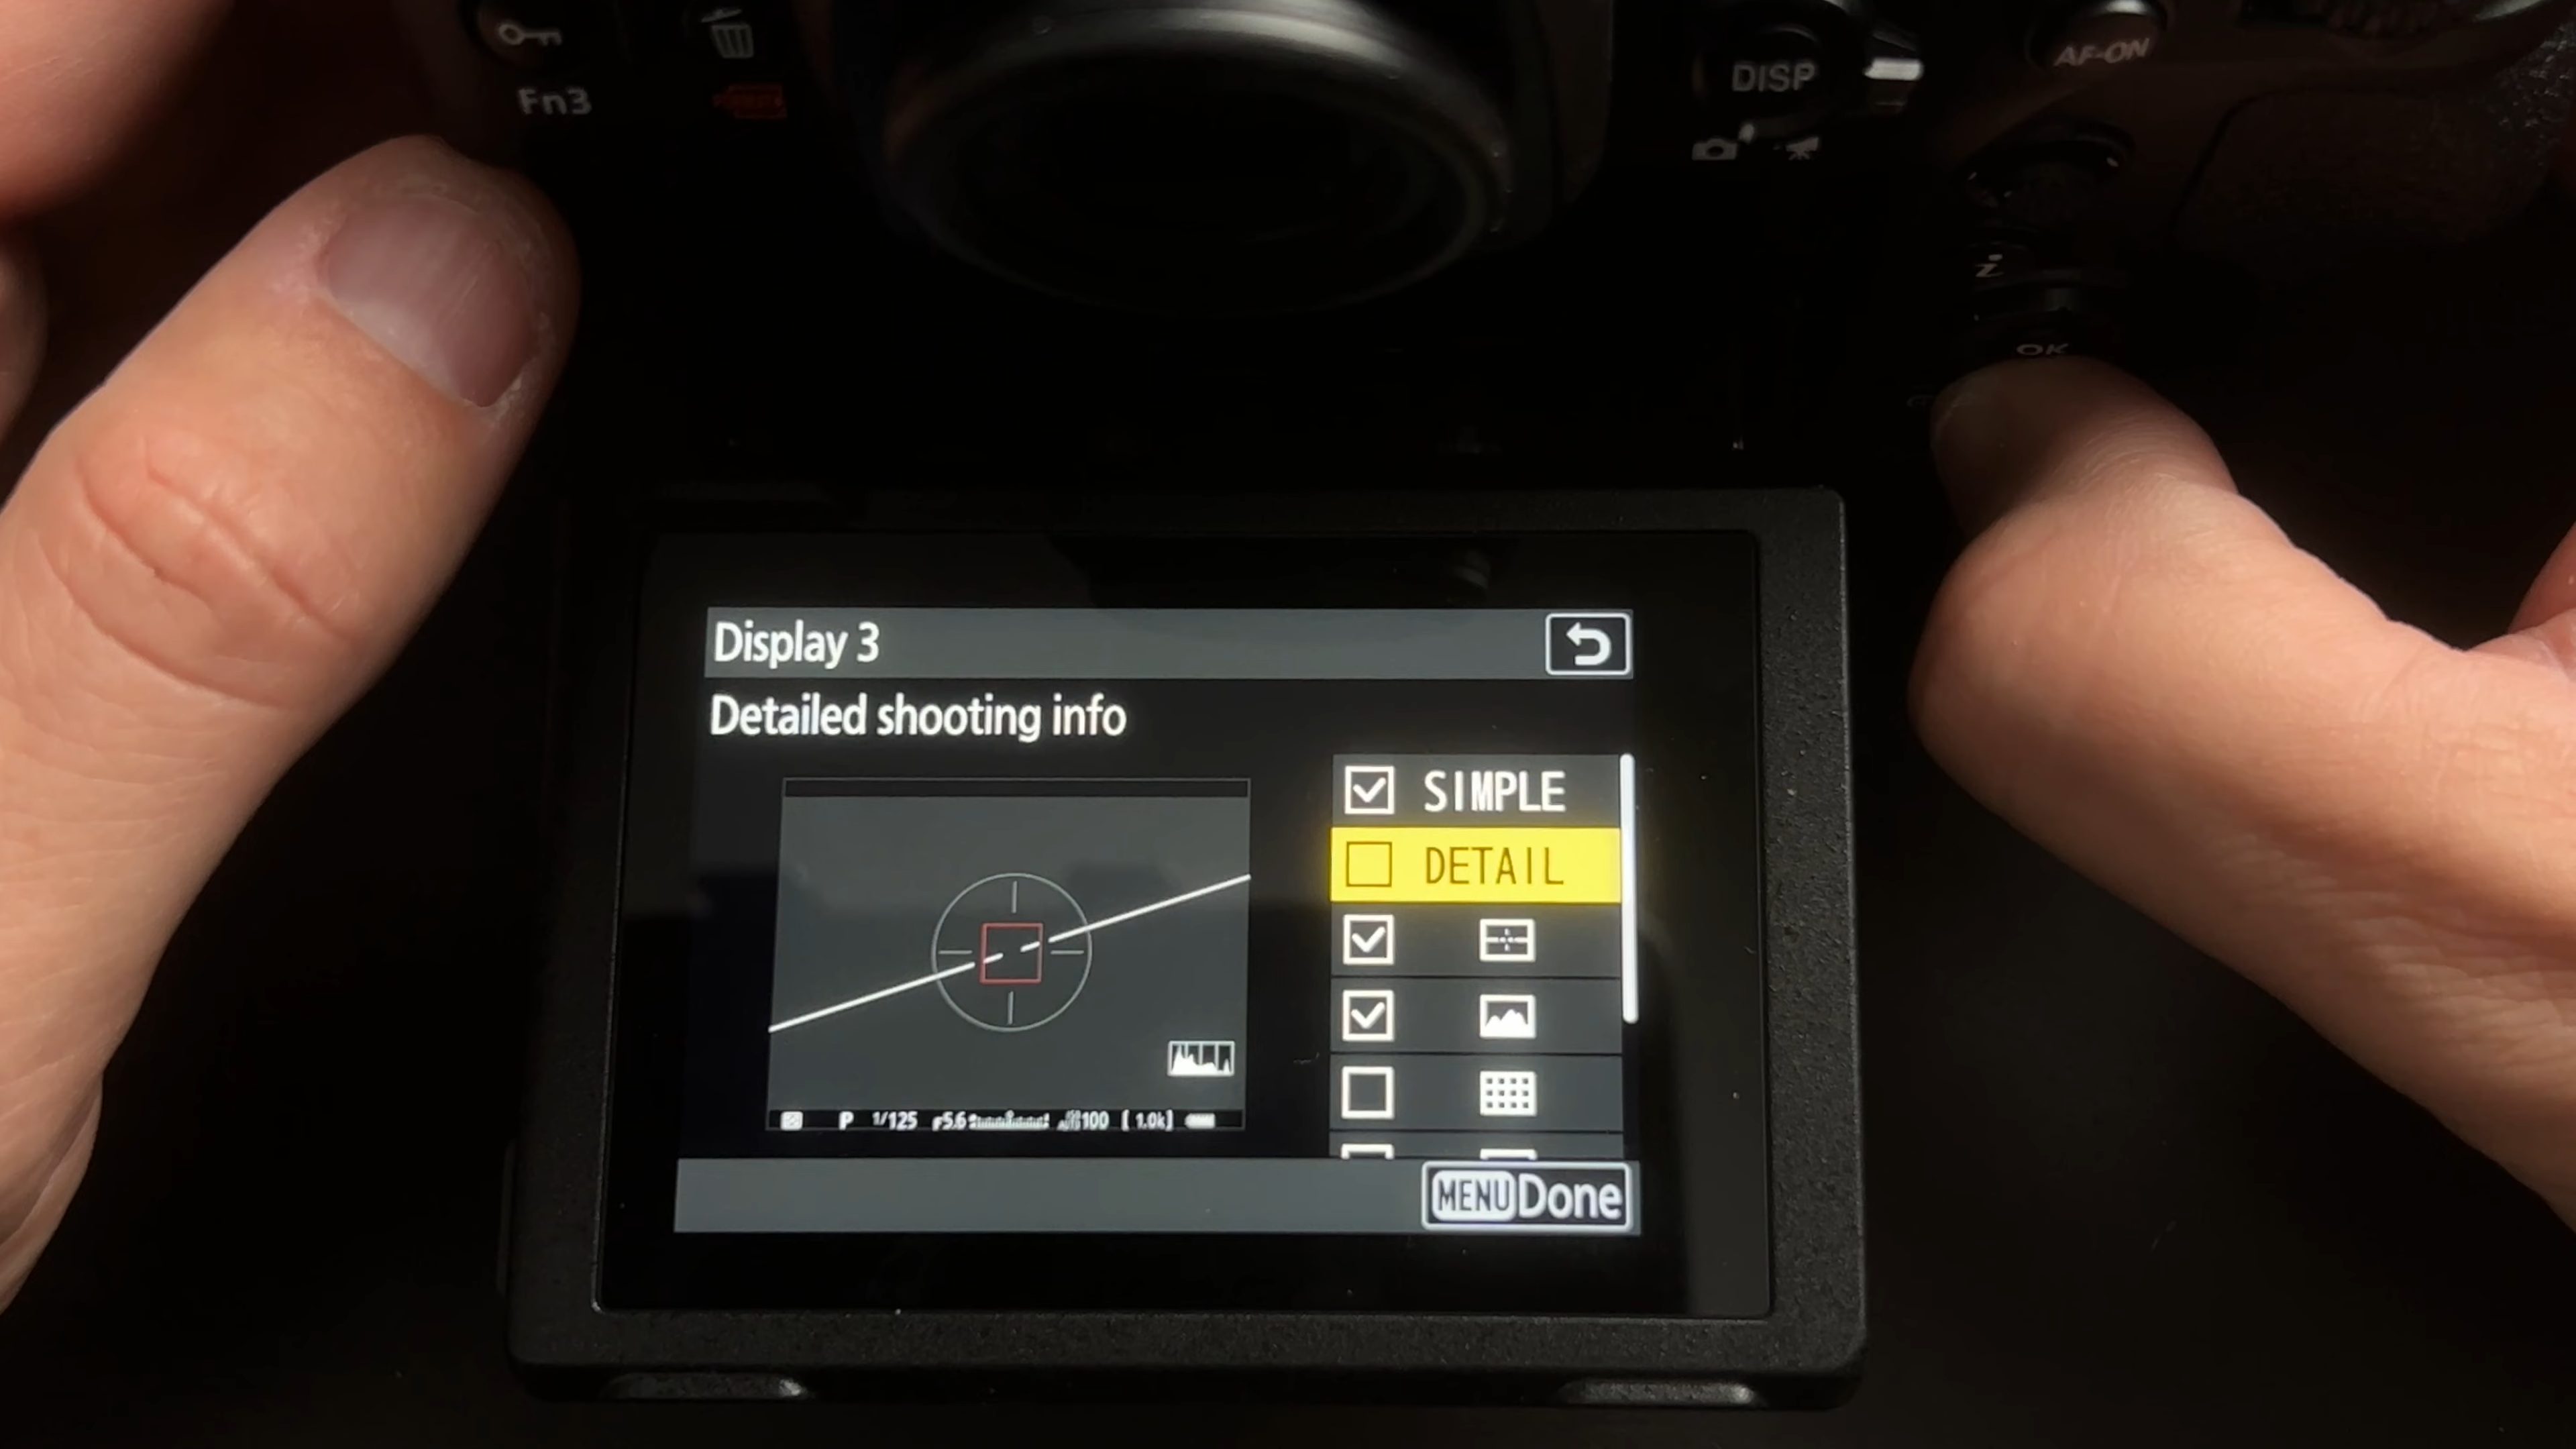 Fn3
DISP
AF-ON
i
OK
Display 3
Detailed shooting info
SIMPLE
DETAIL
P 1/125 F5.6 100 [ 1.0k]
MENU Done